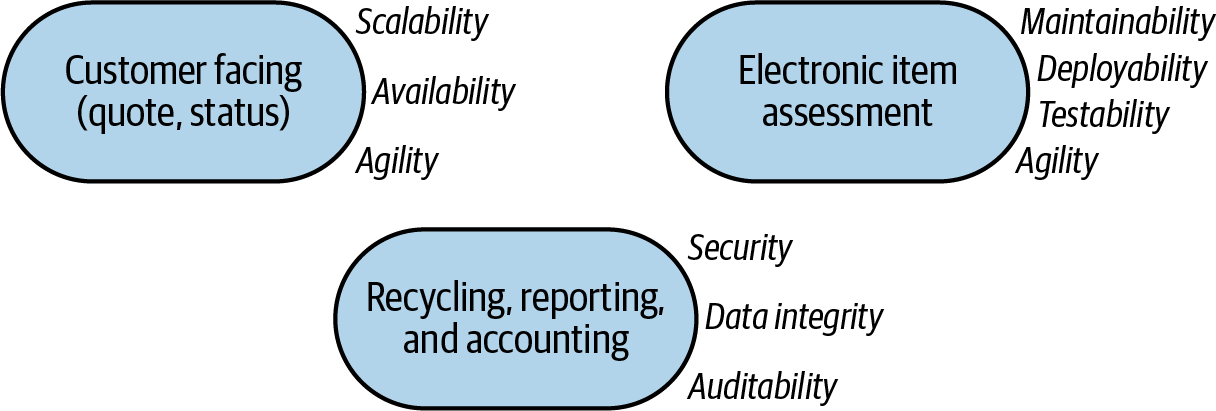 Customer facing
(quote, status)
Scalability
Availability
Agility
Electronic item
assessment
Maintainability
Deployability
Testability
Agility
Recycling, reporting,
and accounting
Security
Data integrity
Auditability